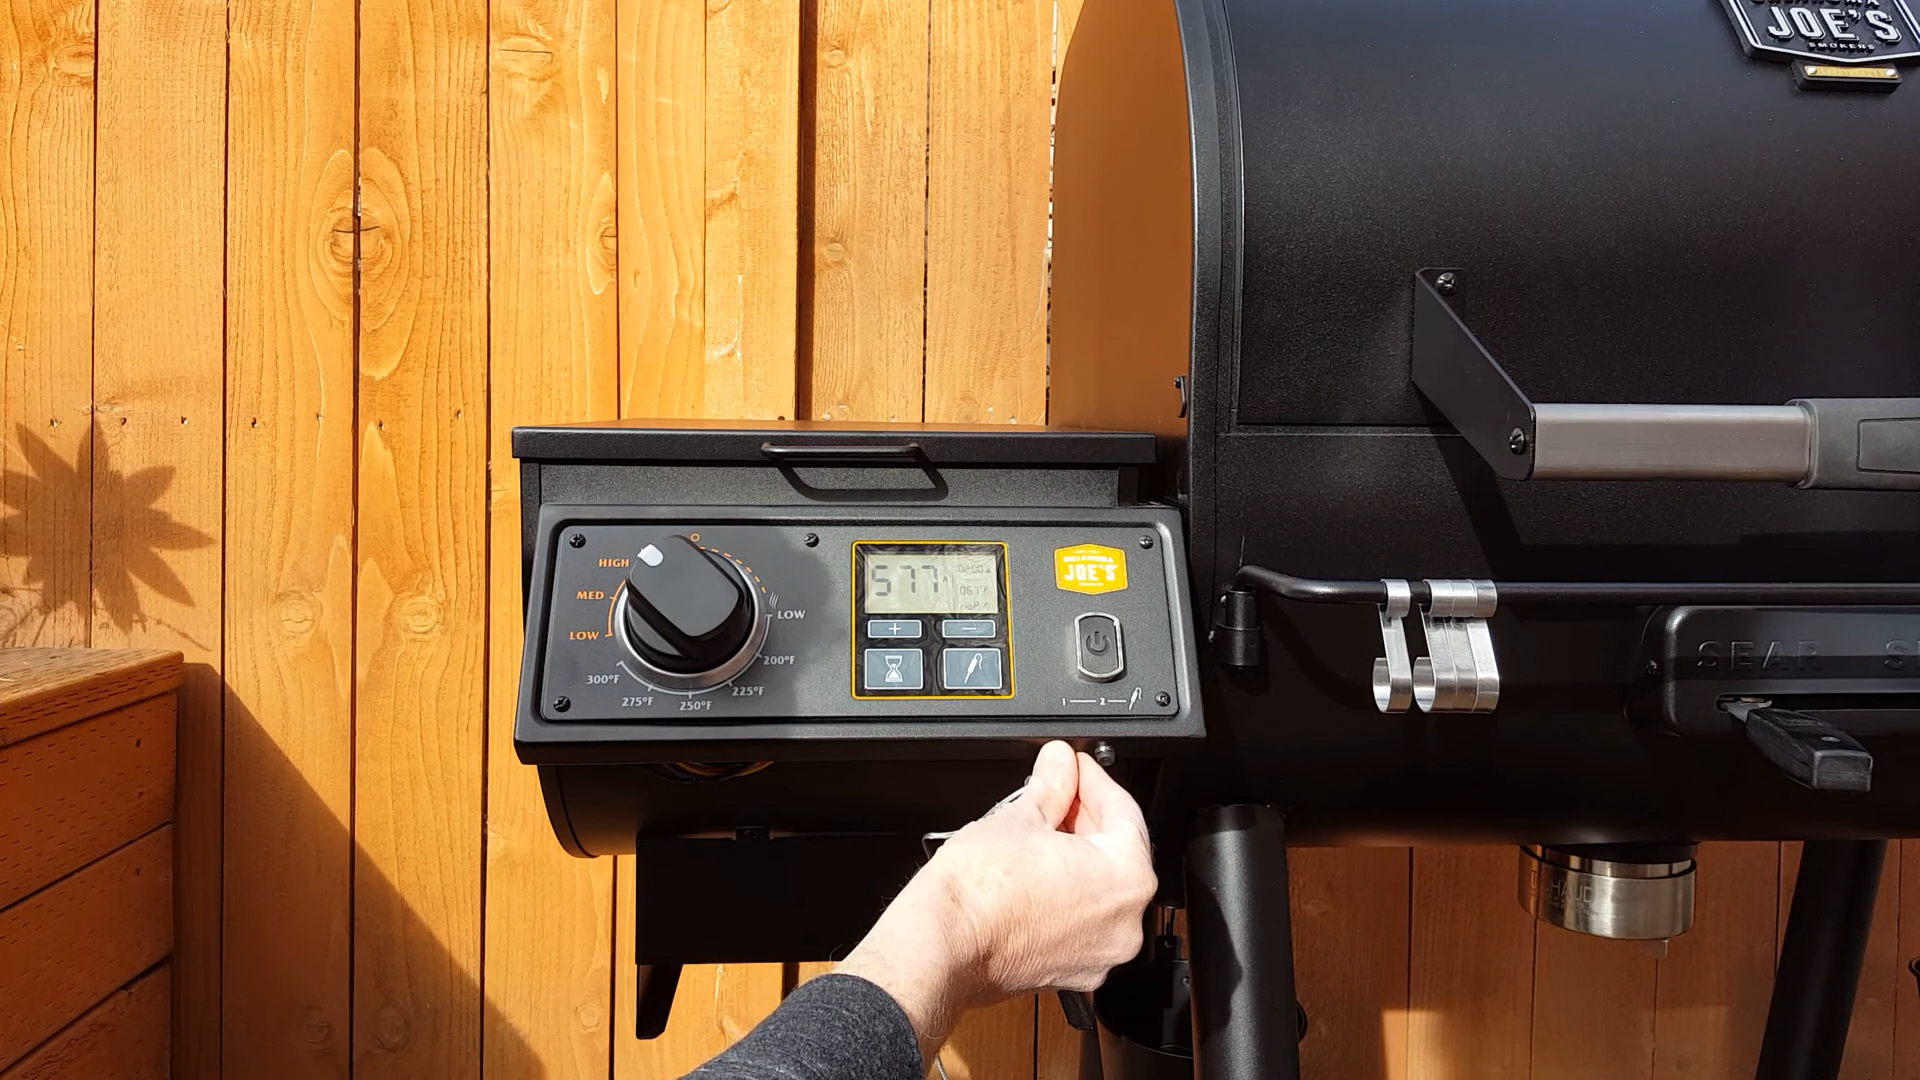 JOE'S
SMOKERS
HIGH
MED
LOW
300°F
275°F
250°F
225°F
200°F
LOW
577
+
-
JOE'S
1 2
SEAR